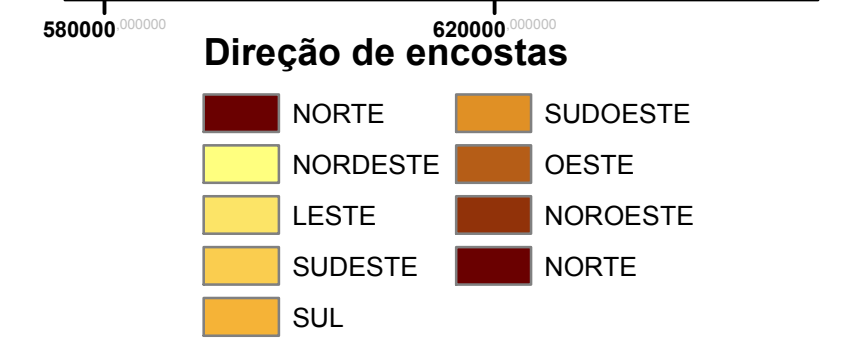 580000.000000 620000.000000
Direção de encostas
NORTE
NORDESTE
LESTE
SUDESTE
SUL
SUDOESTE
OESTE
NOROESTE
NORTE